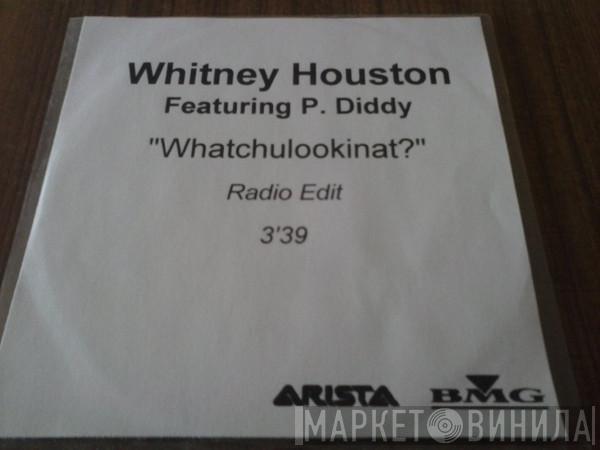 Whitney Houston
Featuring P. Diddy
"Whatchulookinat?"
Radio Edit
3'39
ARISTA BMG
МАРКЕТ ВИНИЛА